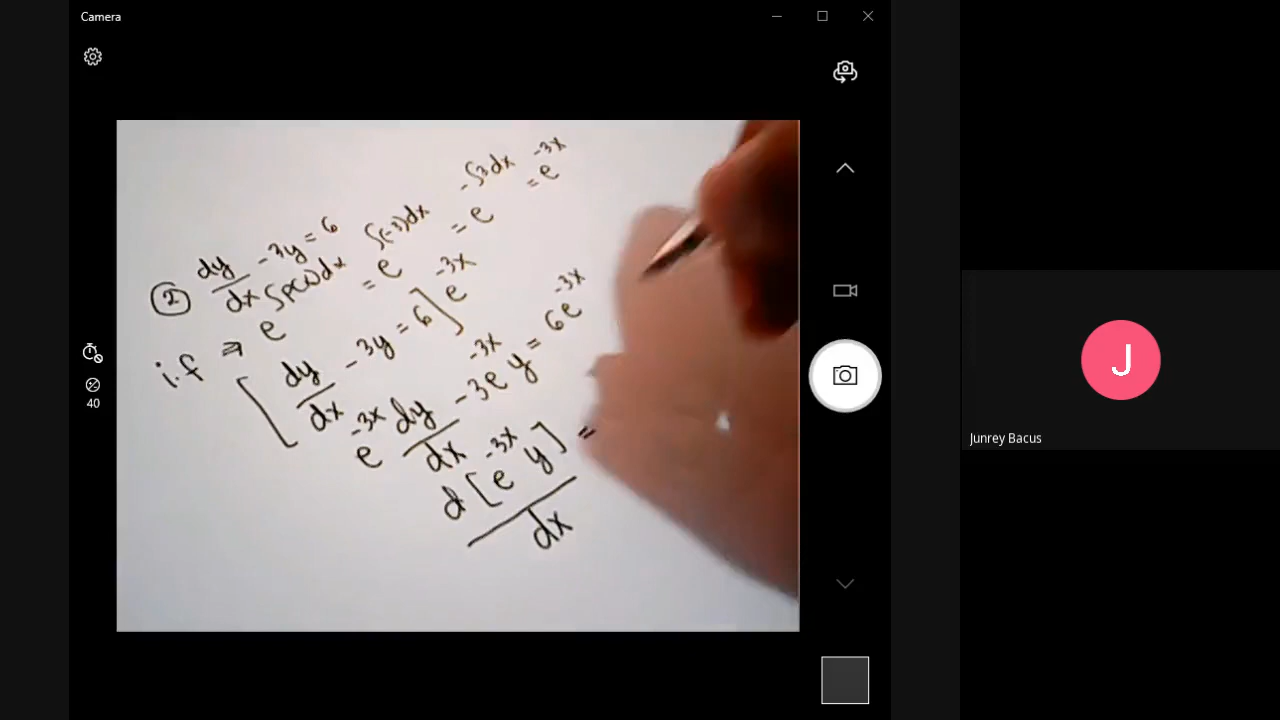 Camera
② dy/dx - 3y = 6
i.f ⇒ e^∫p(x)dx = e^∫(-3)dx = e^-∫3dx = e^-3x
[dy/dx - 3y = 6] e^-3x
e^-3x dy/dx - 3e^-3x y = 6e^-3x
d[e^-3x y]/dx =
40
J
Junrey Bacus